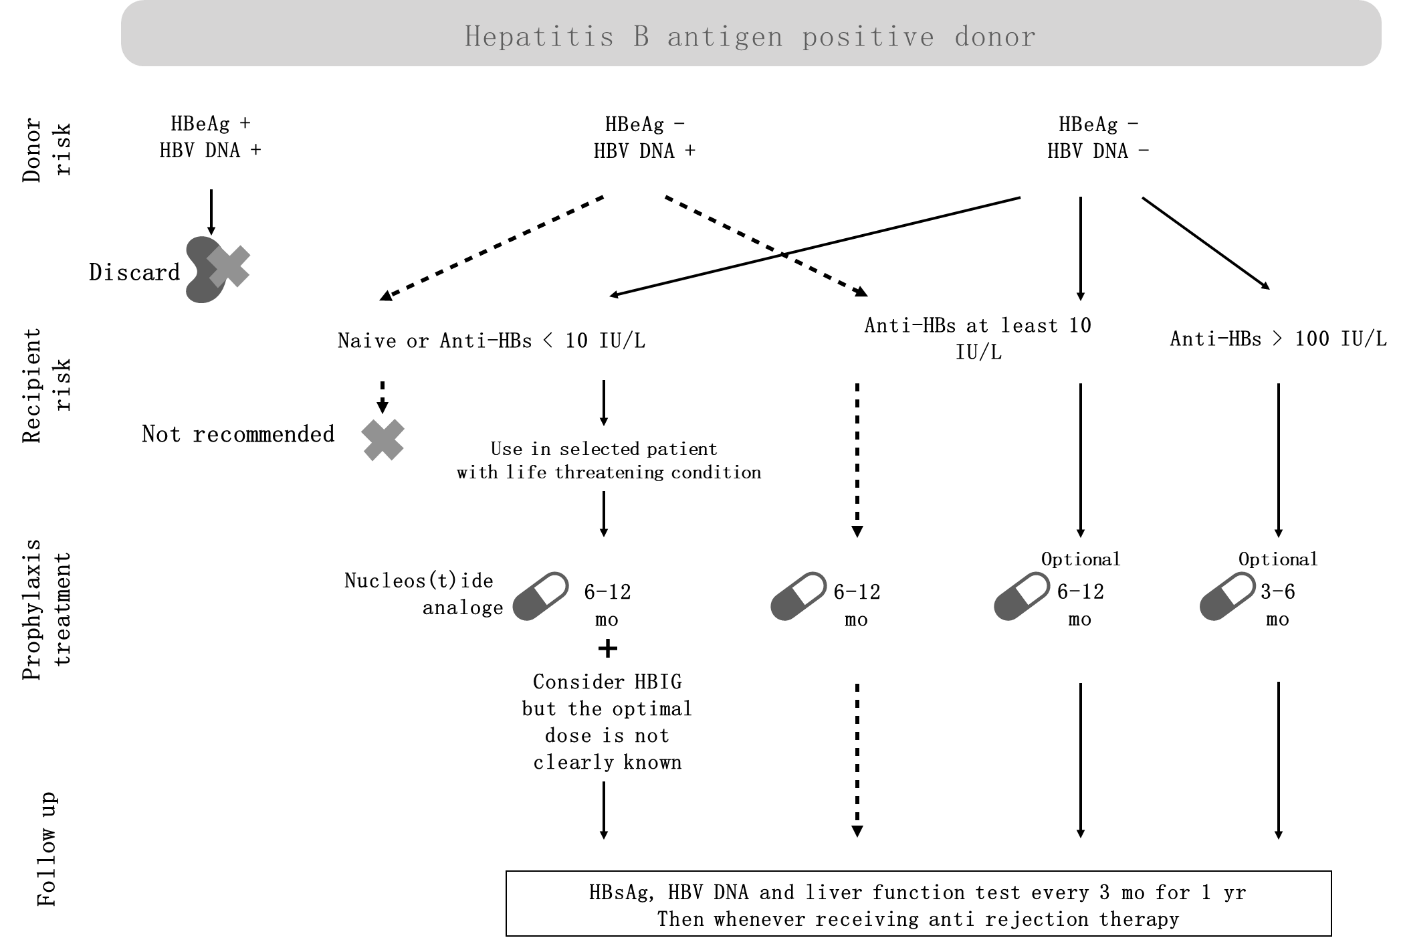 Hepatitis B antigen positive donor
Donor
risk
HBeAg +
HBV DNA +
HBeAg −
HBV DNA +
HBeAg −
HBV DNA −
Discard
Recipient
risk
Naive or Anti-HBs < 10 IU/L
Anti-HBs at least 10
IU/L
Anti-HBs > 100 IU/L
Not recommended
Use in selected patient
with life threatening condition
Prophylaxis
treatment
Nucleos(t)ide
analoge
6-12
mo
+
Consider HBIG
but the optimal
dose is not
clearly known
6-12
mo
Optional
6-12
mo
Optional
3-6
mo
Follow up
HBsAg, HBV DNA and liver function test every 3 mo for 1 yr
Then whenever receiving anti rejection therapy